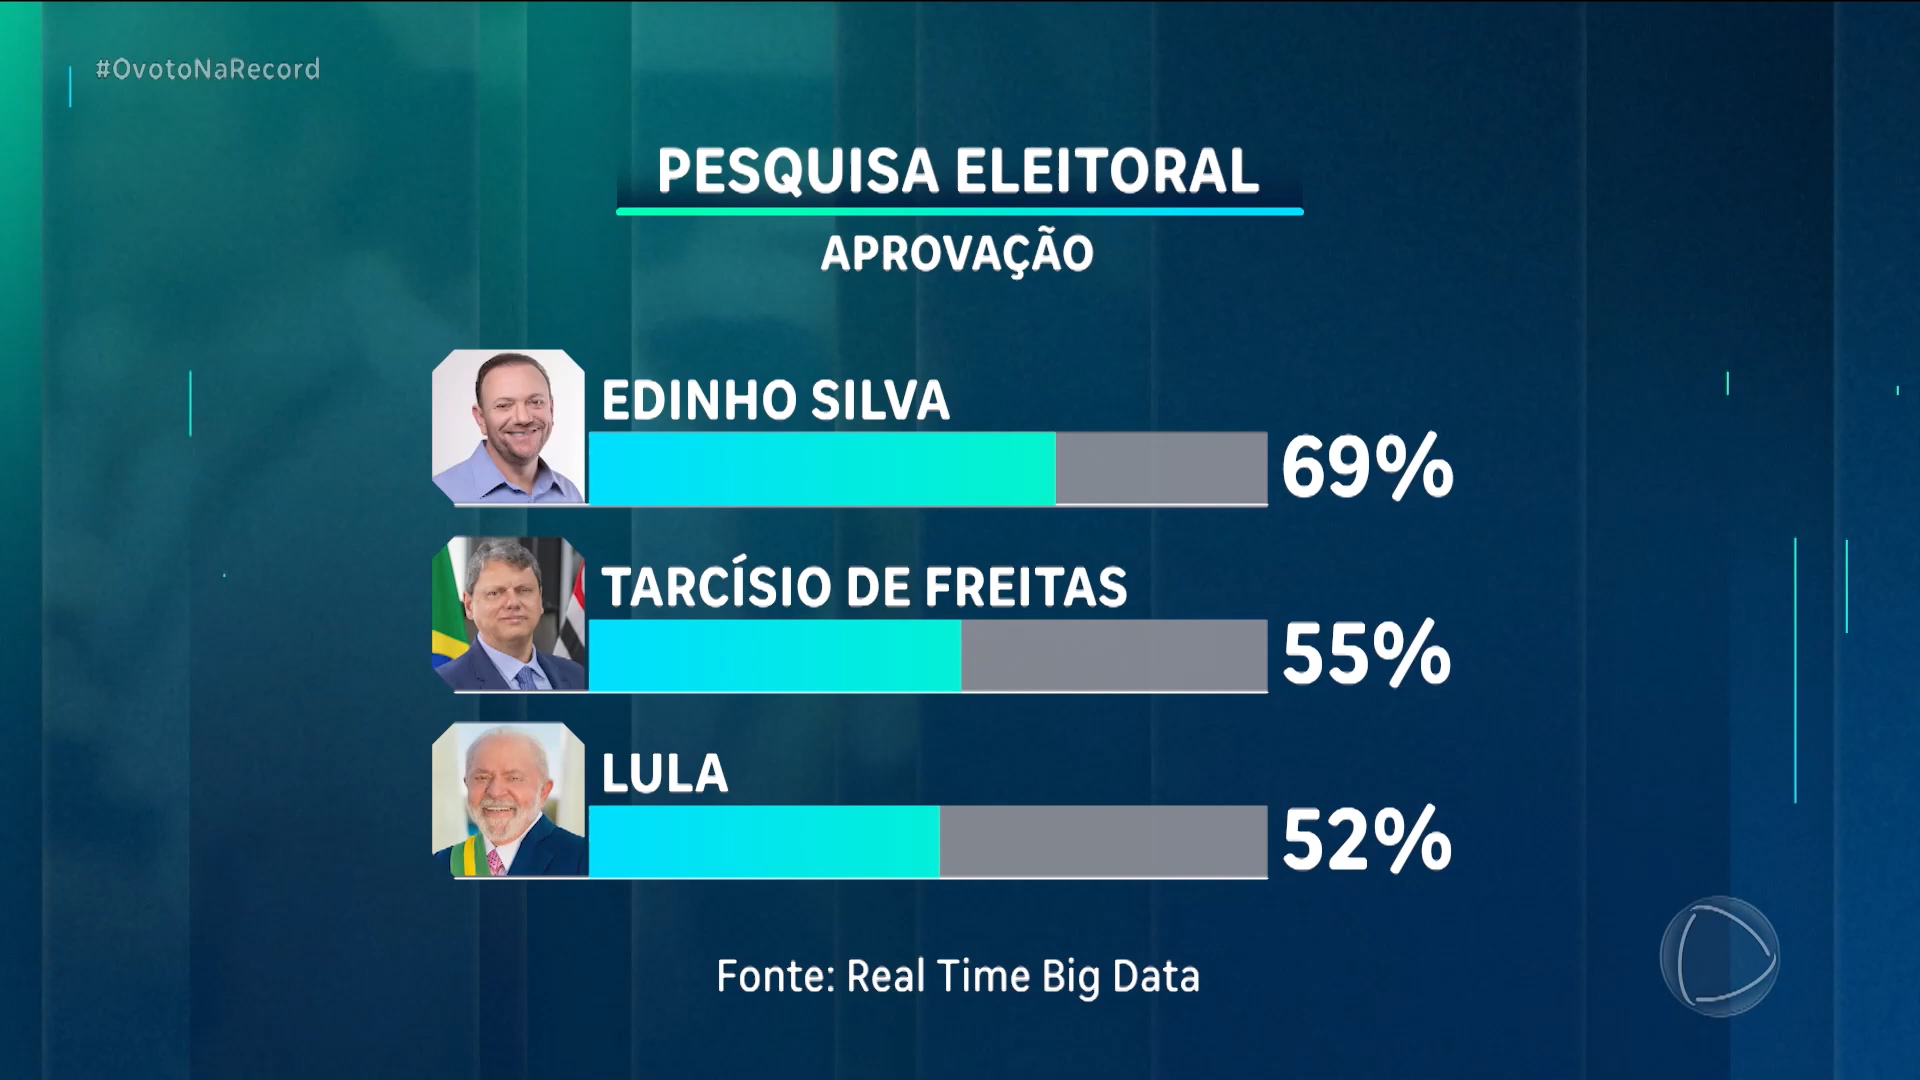 #OvotoNaRecord
PESQUISA ELEITORAL
APROVAÇÃO
EDINHO SILVA
69%
TARCÍSIO DE FREITAS
55%
LULA
52%
Fonte: Real Time Big Data